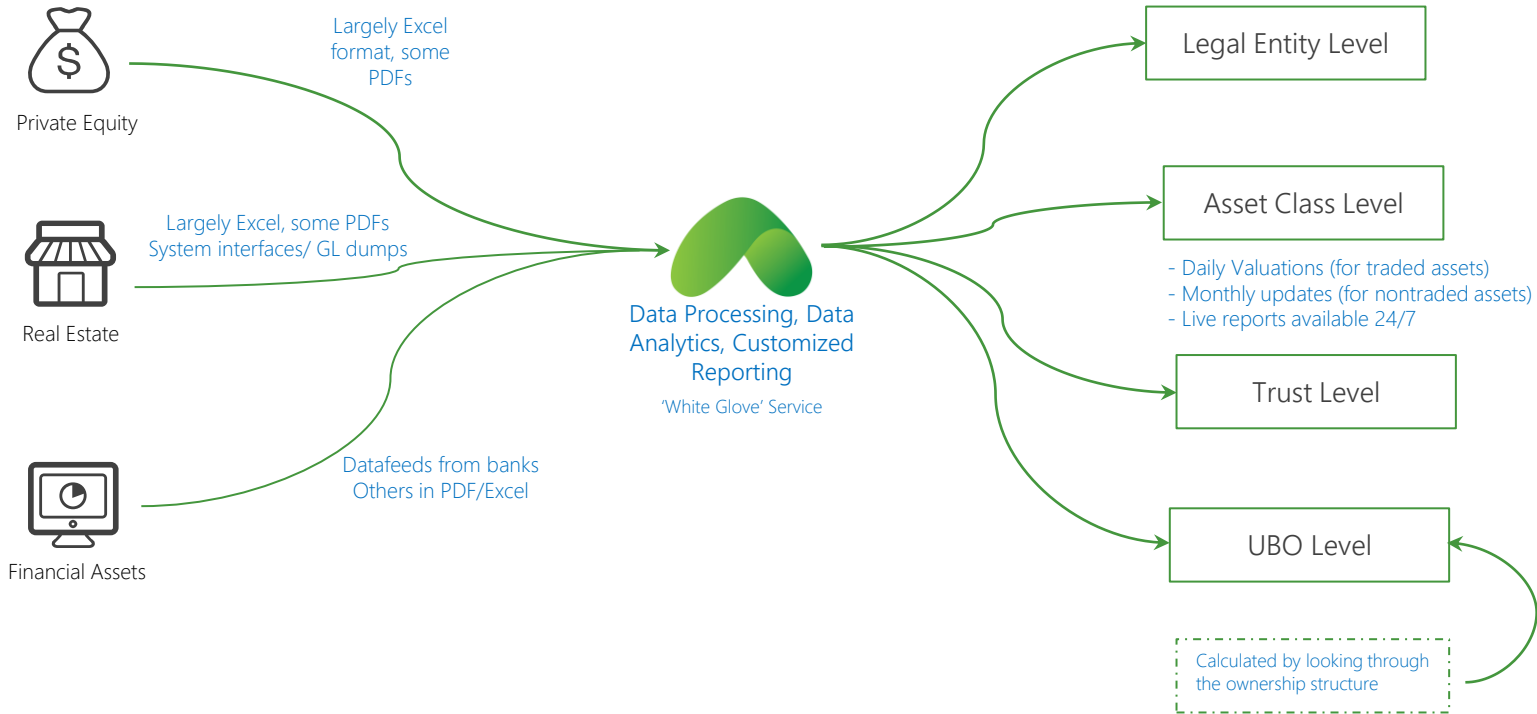 Largely Excel
format, some
PDFs
$
Private Equity
Largely Excel, some PDFs
System interfaces/ GL dumps
Real Estate
Datafeeds from banks
Others in PDF/Excel
Financial Assets
Data Processing, Data
Analytics, Customized
Reporting
‘White Glove’ Service
Legal Entity Level
Asset Class Level
- Daily Valuations (for traded assets)
- Monthly updates (for nontraded assets)
- Live reports available 24/7
Trust Level
UBO Level
Calculated by looking through
the ownership structure